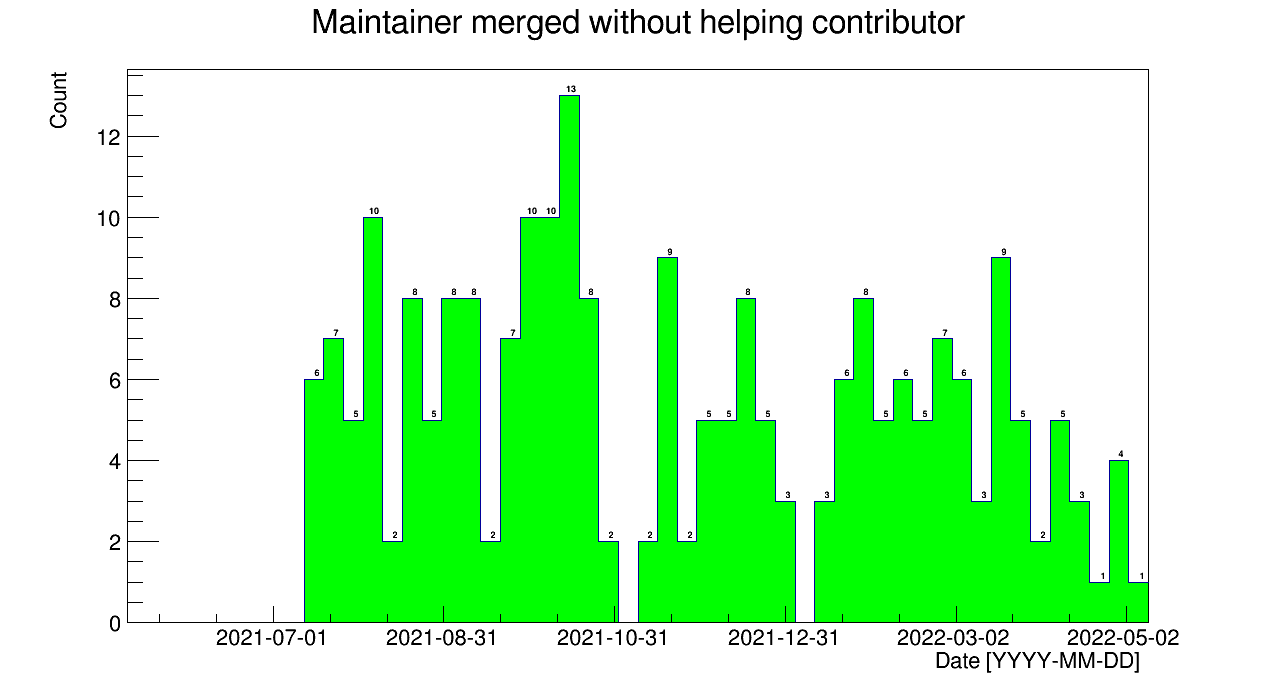 Maintainer merged without helping contributor
Count
12
10
8
6
4
2
0
6 7 5 10 2 8 5 8 8 2 7 10 10 13 8 2 2 9 2 5 5 8 5 3 3 6 8 5 6 5 7 6 3 9 5 2 5 3 1 4 1
2021-07-01 2021-08-31 2021-10-31 2021-12-31 2022-03-02 2022-05-02
Date [YYYY-MM-DD]